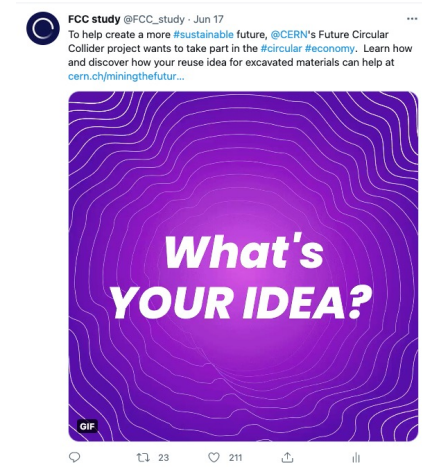 FCC study @FCC_study · Jun 17
To help create a more #sustainable future, @CERN's Future Circular
Collider project wants to take part in the #circular #economy.  Learn how
and discover how your reuse idea for excavated materials can help at
cern.ch/miningthefutur...
What's
YOUR IDEA?
GIF
23 211